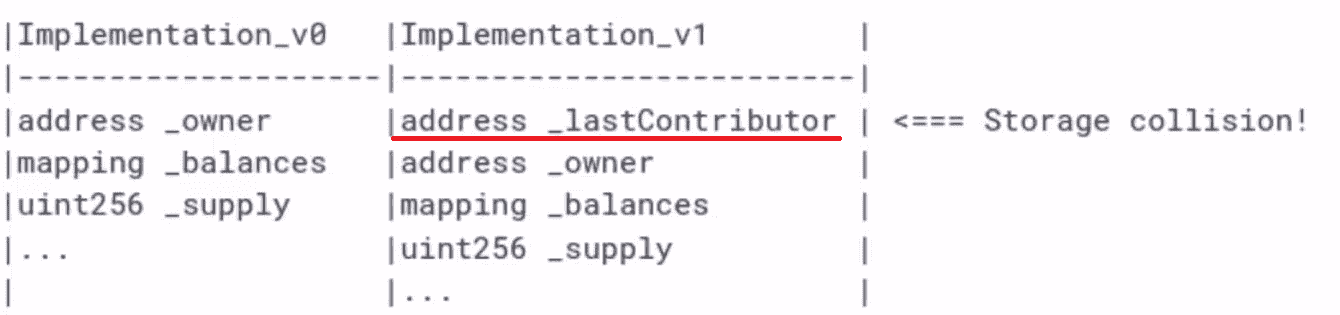 |Implementation_v0   |Implementation_v1          |
|--------------------|-------------------------|
|address _owner       |address _lastContributor | <=== Storage collision!
|mapping _balances    |address _owner           |
|uint256 _supply      |mapping _balances        |
|...                  |uint256 _supply          |
|                     |...                      |